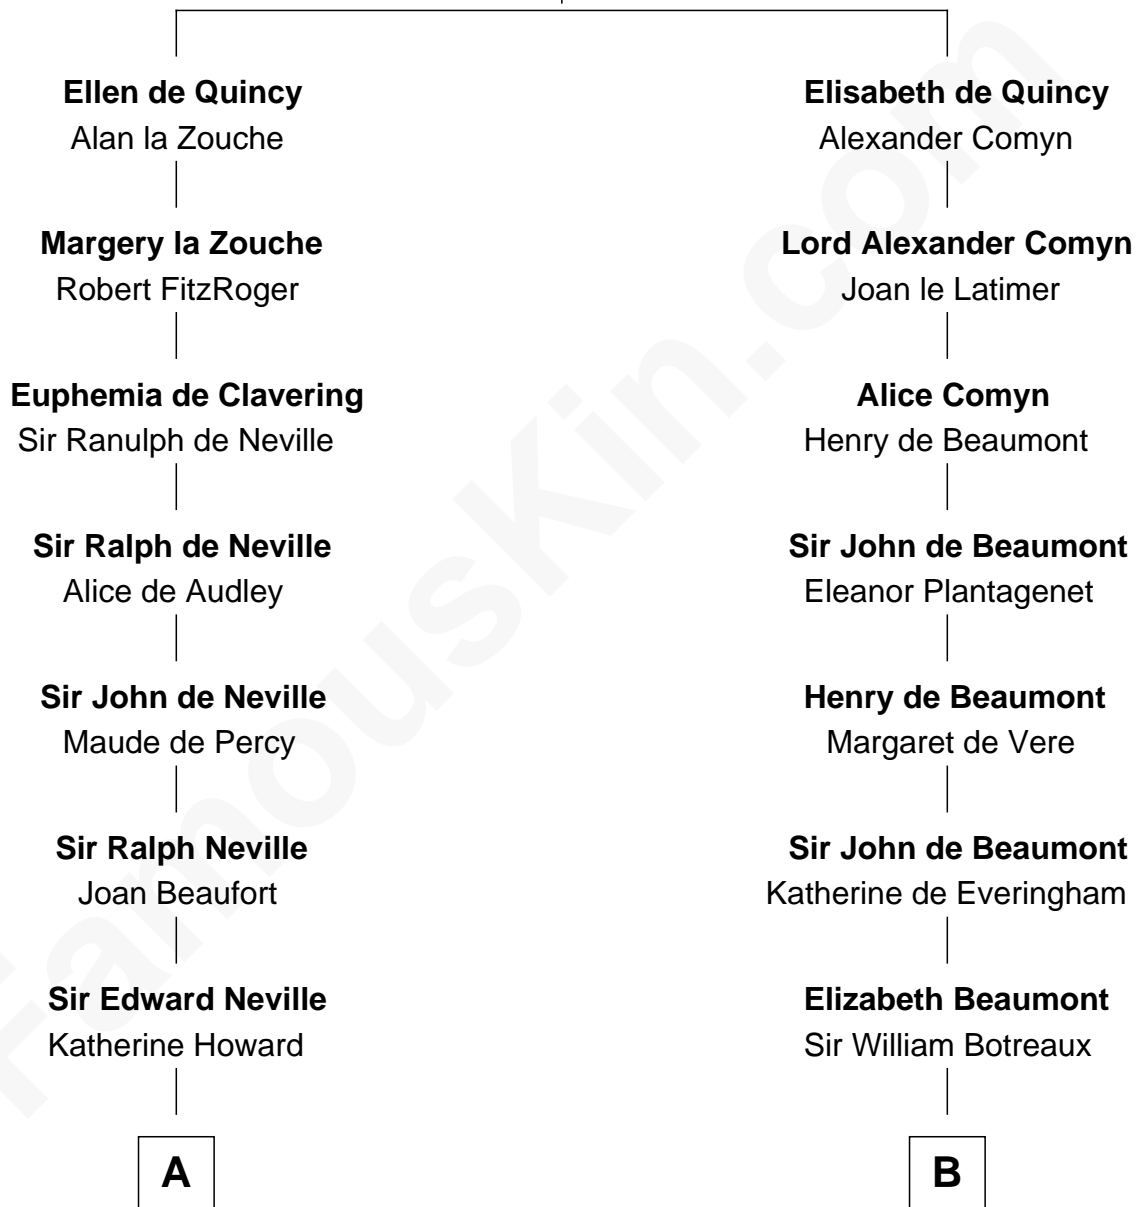 Ellen de Quincy
Alan la Zouche
Elisabeth de Quincy
Alexander Comyn
Margery la Zouche
Robert FitzRoger
Lord Alexander Comyn
Joan le Latimer
Euphemia de Clavering
Sir Ranulph de Neville
Alice Comyn
Henry de Beaumont
Sir Ralph de Neville
Alice de Audley
Sir John de Beaumont
Eleanor Plantagenet
Sir John de Neville
Maude de Percy
Henry de Beaumont
Margaret de Vere
Sir Ralph Neville
Joan Beaufort
Sir John de Beaumont
Katherine de Everingham
Sir Edward Neville
Katherine Howard
Elizabeth Beaumont
Sir William Botreaux
A
B
FamousKin.com